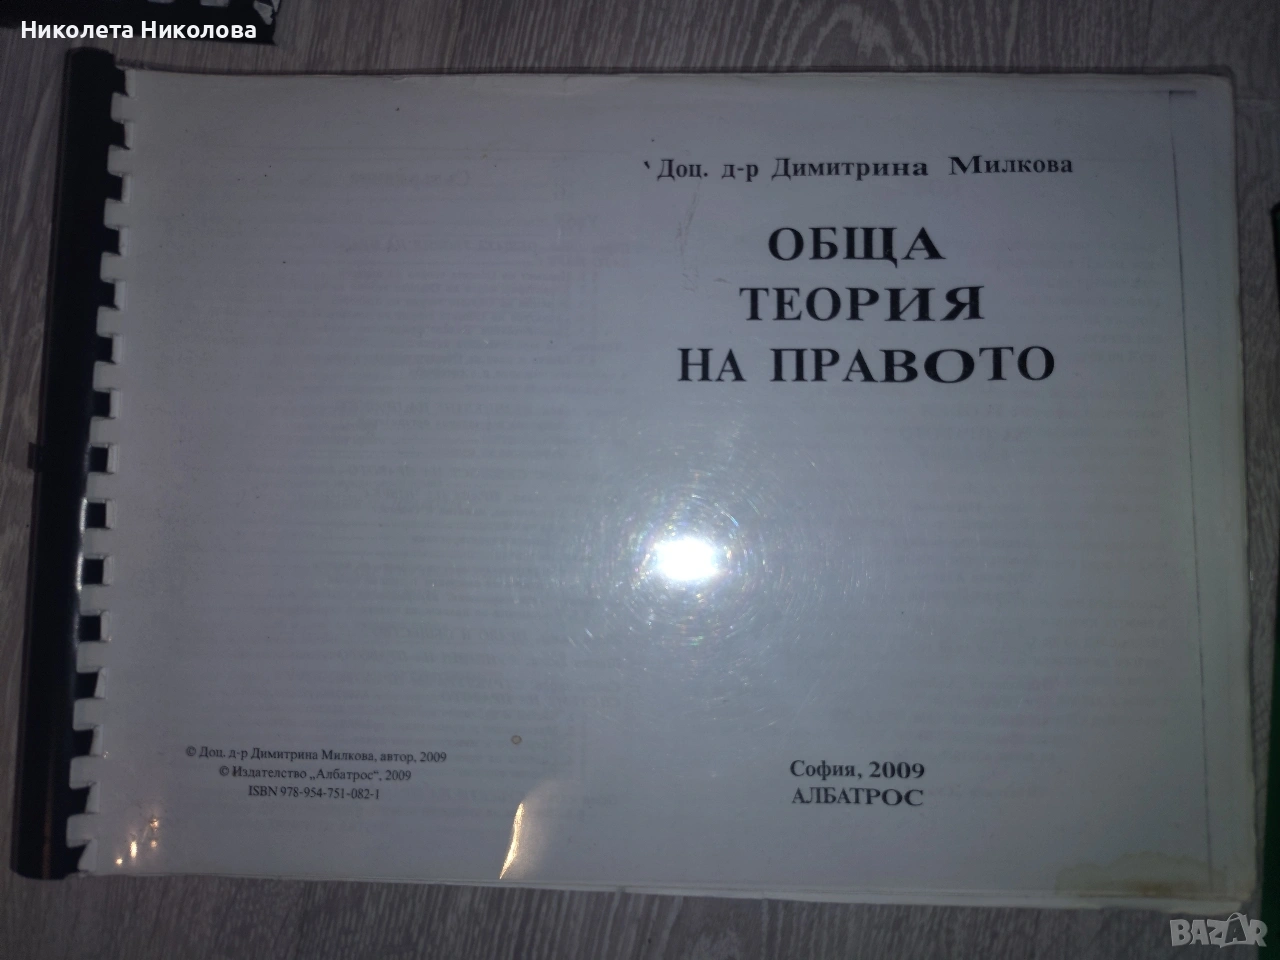 Николета Николова
Доц. д-р Димитрина Милкова
ОБЩА
ТЕОРИЯ
НА ПРАВОТО
© Доц. д-р Димитрина Милкова, автор, 2009
© Издателство „Албатрос“, 2009
ISBN 978-954-751-082-1
София, 2009
АЛБАТРОС
BAZAR